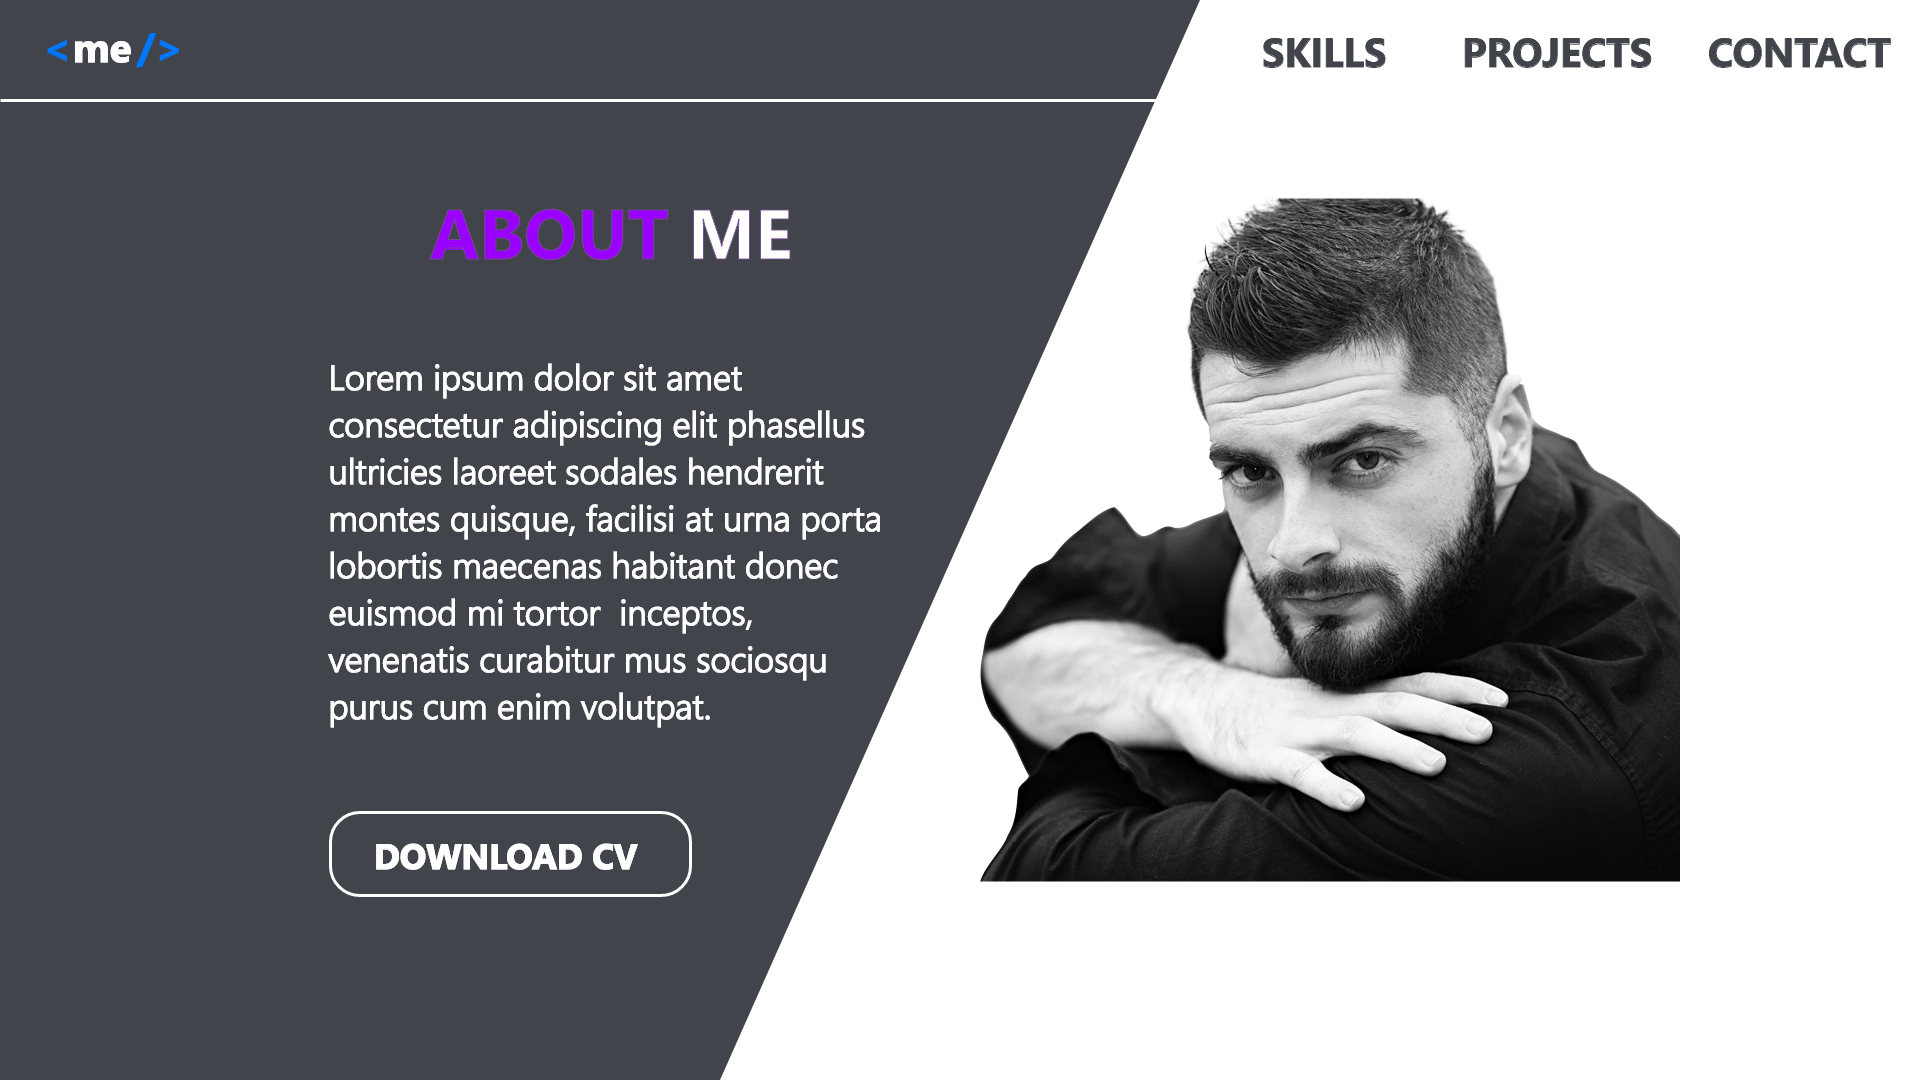 <me/>
SKILLS PROJECTS CONTACT
ABOUT ME
Lorem ipsum dolor sit amet
consectetur adipiscing elit phasellus
ultricies laoreet sodales hendrerit
montes quisque, facilisi at urna porta
lobortis maecenas habitant donec
euismod mi tortor  inceptos,
venenatis curabitur mus sociosqu
purus cum enim volutpat.
DOWNLOAD CV